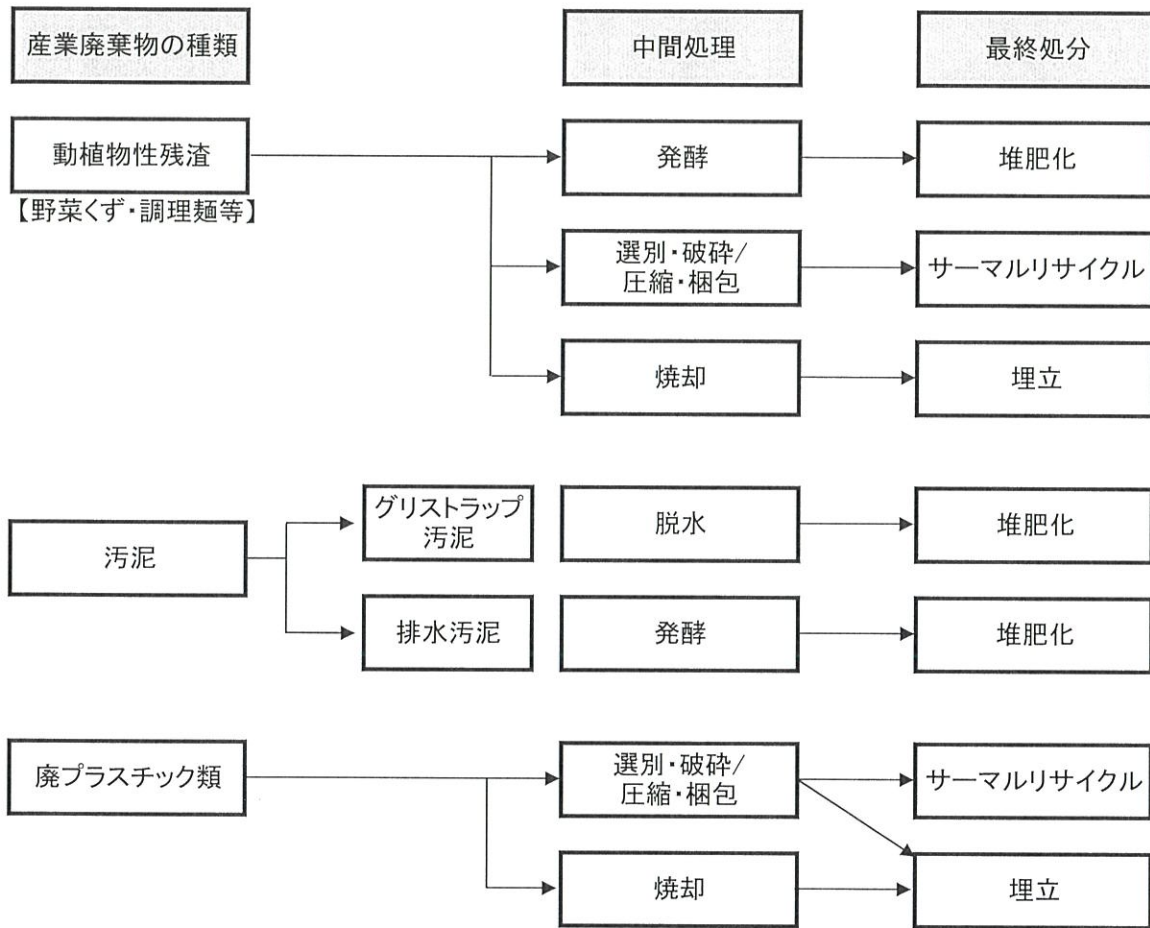 産業廃棄物の種類
中間処理
最終処分
動植物性残渣
発酵
堆肥化
【野菜くず・調理麺等】
選別・破砕/
圧縮・梱包
サーマルリサイクル
焼却
埋立
汚泥
グリストラップ
汚泥
脱水
堆肥化
排水汚泥
発酵
堆肥化
廃プラスチック類
選別・破砕/
圧縮・梱包
サーマルリサイクル
焼却
埋立